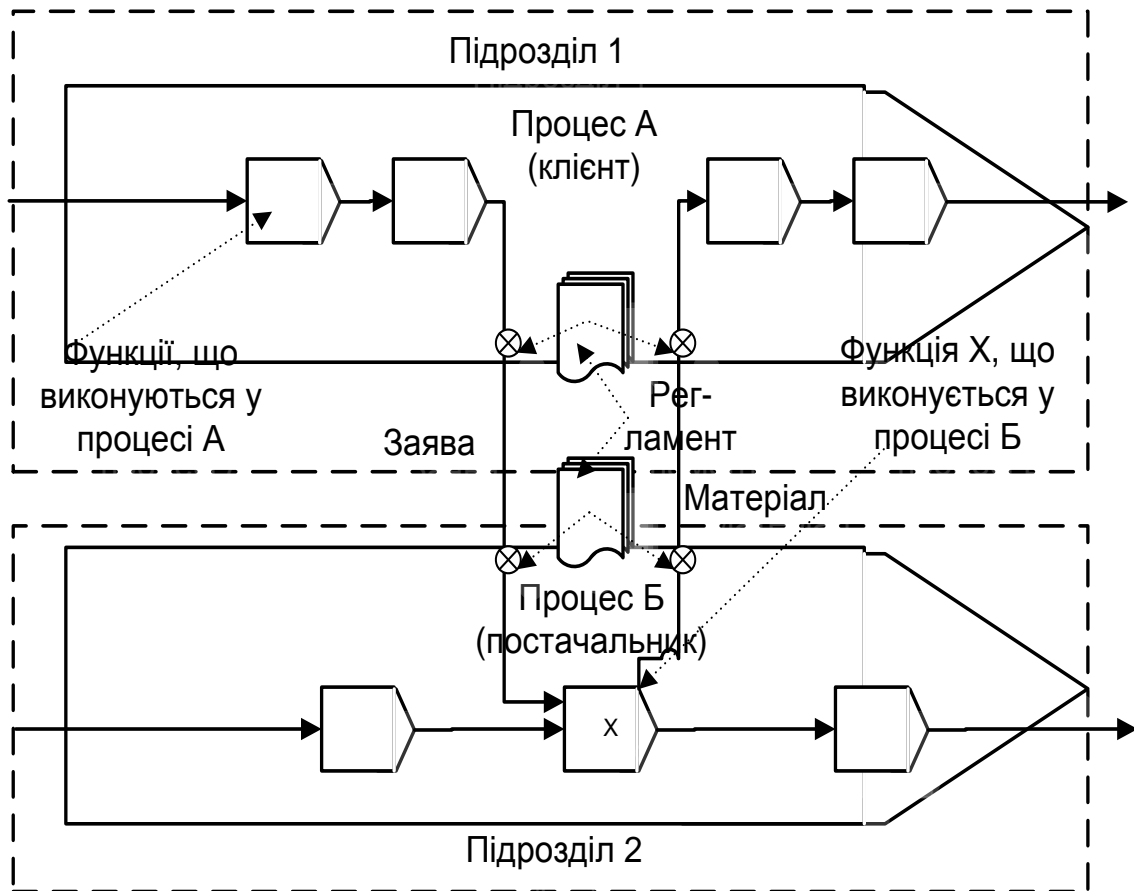 Підрозділ 1
Процес А
(клієнт)
Функції, що
виконуються у
процесі А
Заява
Рег-
ламент
Функція Х, що
виконується у
процесі Б
Матеріал
Процес Б
(постачальник)
Х
Підрозділ 2